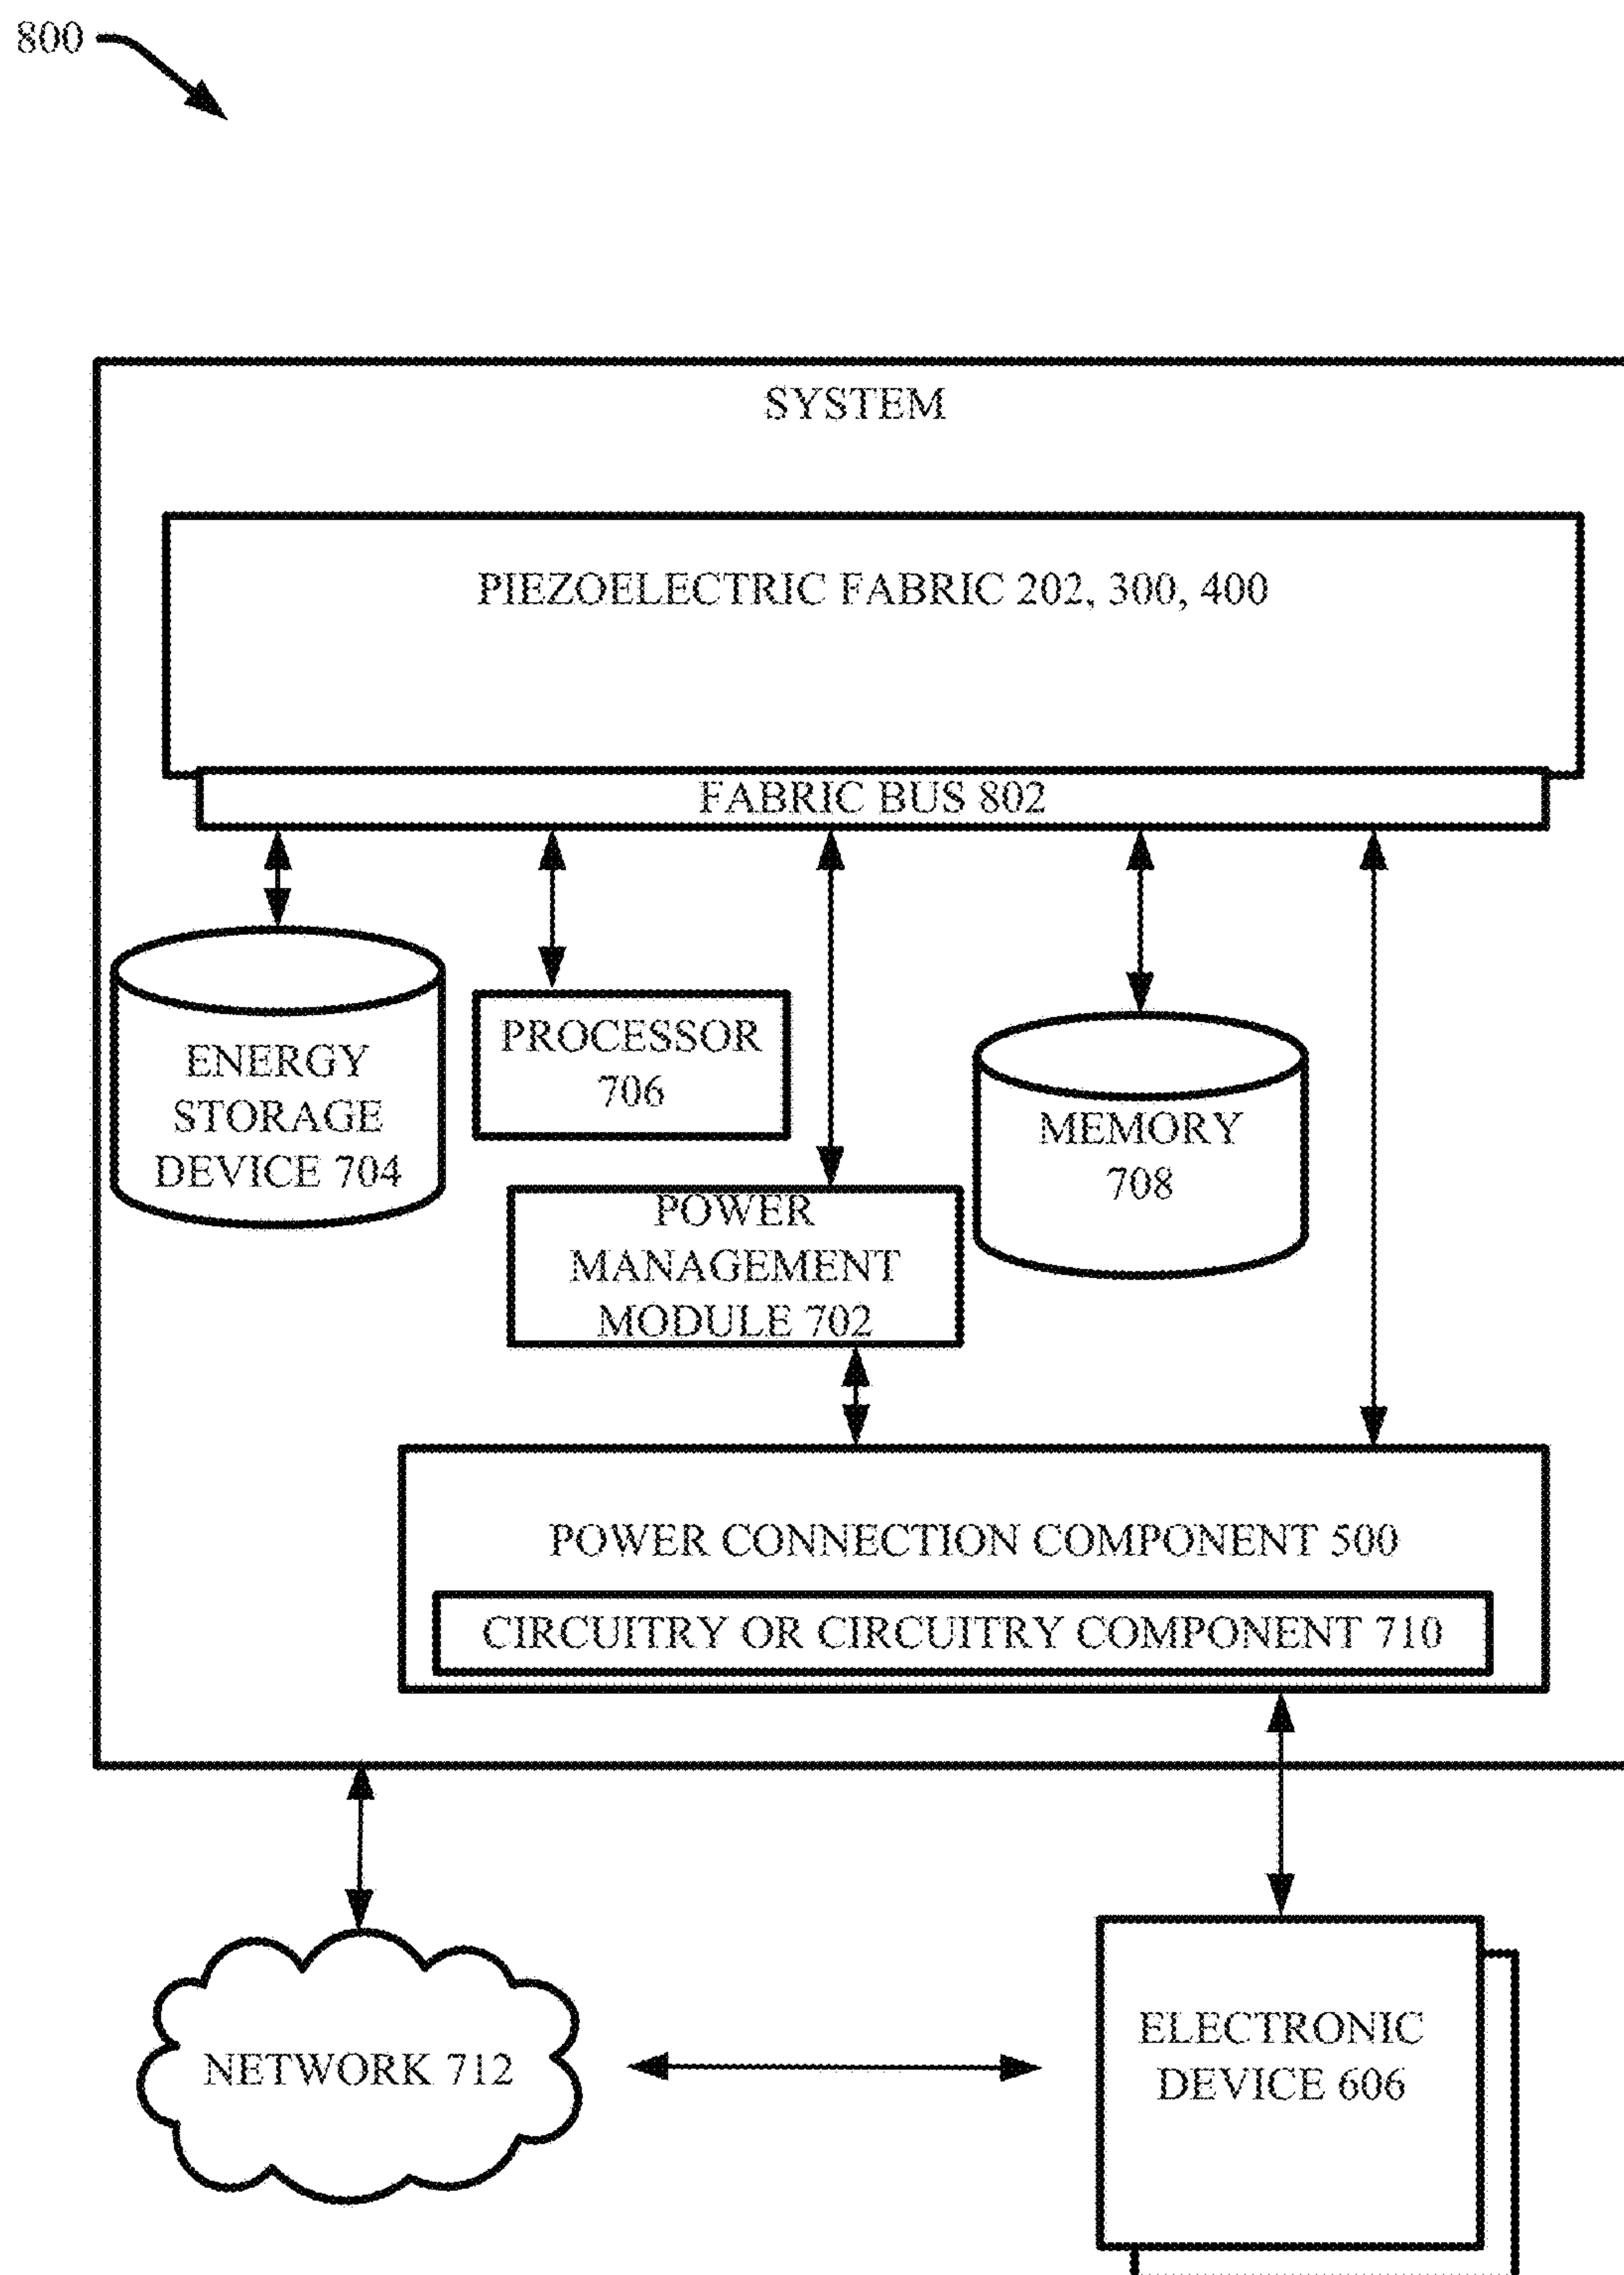 800
SYSTEM
PIEZOELECTRIC FABRIC 202, 300, 400
FABRIC BUS 802
ENERGY
STORAGE
DEVICE 704
PROCESSOR
706
POWER
MANAGEMENT
MODULE 702
MEMORY
708
POWER CONNECTION COMPONENT 500
CIRCUITRY OR CIRCUITRY COMPONENT 710
NETWORK 712
ELECTRONIC
DEVICE 606